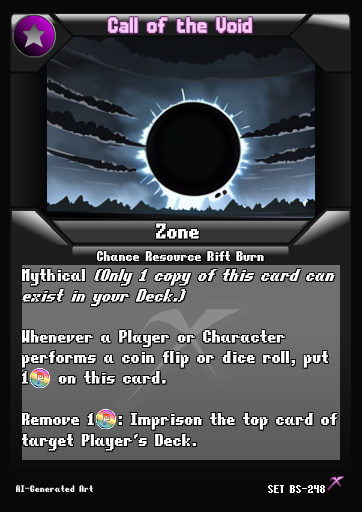 Call of the Void
Zone
Chance Resource Rift Burn
Mythical (Only 1 copy of this card can
exist in your Deck.)
Whenever a Player or Character
performs a coin flip or dice roll, put
1 P on this card.
Remove 1 P: Imprison the top card of
target Player's Deck.
AI-Generated Art
SET BS-248